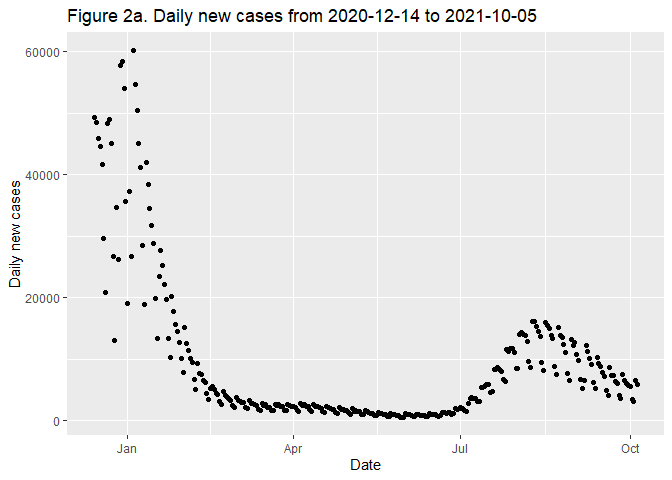 Figure 2a. Daily new cases from 2020-12-14 to 2021-10-05
60000
40000
20000
0
Daily new cases
Jan
Apr
Jul
Oct
Date